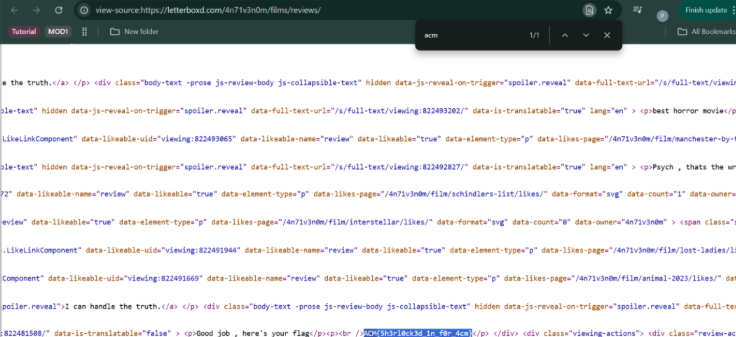 view-source:https://letterboxd.com/4n71v3n0m/films/reviews/
P
Finish update
Tutorial MOD1 New folder
All Bookmarks
acm 1/1
e the truth.</a> </p> <div class="body-text -prose js-review-body js-collapsible-text" hidden data-js-reveal-on-trigger="spoiler.reveal" data-full-text-url="/s/full-text/viewing
ble-text" hidden data-js-reveal-on-trigger="spoiler.reveal" data-full-text-url="/s/full-text/viewing:822493202/" data-is-translatable="true" lang="en" > <p>best horror movie</p
LikeLinkComponent" data-likeable-uid="viewing:822493065" data-likeable-name="review" data-likeable="true" data-element-type="p" data-likes-page="/4n71v3n0m/film/manchester-by-t
ble-text" hidden data-js-reveal-on-trigger="spoiler.reveal" data-full-text-url="/s/full-text/viewing:822492827/" data-is-translatable="true" lang="en" > <p>Psych , thats the wr
72" data-likeable-name="review" data-likeable="true" data-element-type="p" data-likes-page="/4n71v3n0m/film/schindlers-list/likes/" data-format="svg" data-count="1" data-owner=
review" data-likeable="true" data-element-type="p" data-likes-page="/4n71v3n0m/film/interstellar/likes/" data-format="svg" data-count="0" data-owner="4n71v3n0m" > <span class="s
.LikeLinkComponent" data-likeable-uid="viewing:822491944" data-likeable-name="review" data-likeable="true" data-element-type="p" data-likes-page="/4n71v3n0m/film/lost-ladies/li
Component" data-likeable-uid="viewing:822491669" data-likeable-name="review" data-likeable="true" data-element-type="p" data-likes-page="/4n71v3n0m/film/animal-2023/likes/" dat
spoiler.reveal">I can handle the truth.</a> </p> <div class="body-text -prose js-review-body js-collapsible-text" hidden data-js-reveal-on-trigger="spoiler.reveal" data-full-tex
:822481508/" data-is-translatable="false" > <p>Good job , here's your flag</p><p><br />ACM{5h3rl0ck3d_1n_f0r_4cm}</p> </div> <div class="viewing-actions"> <div class="review-ac